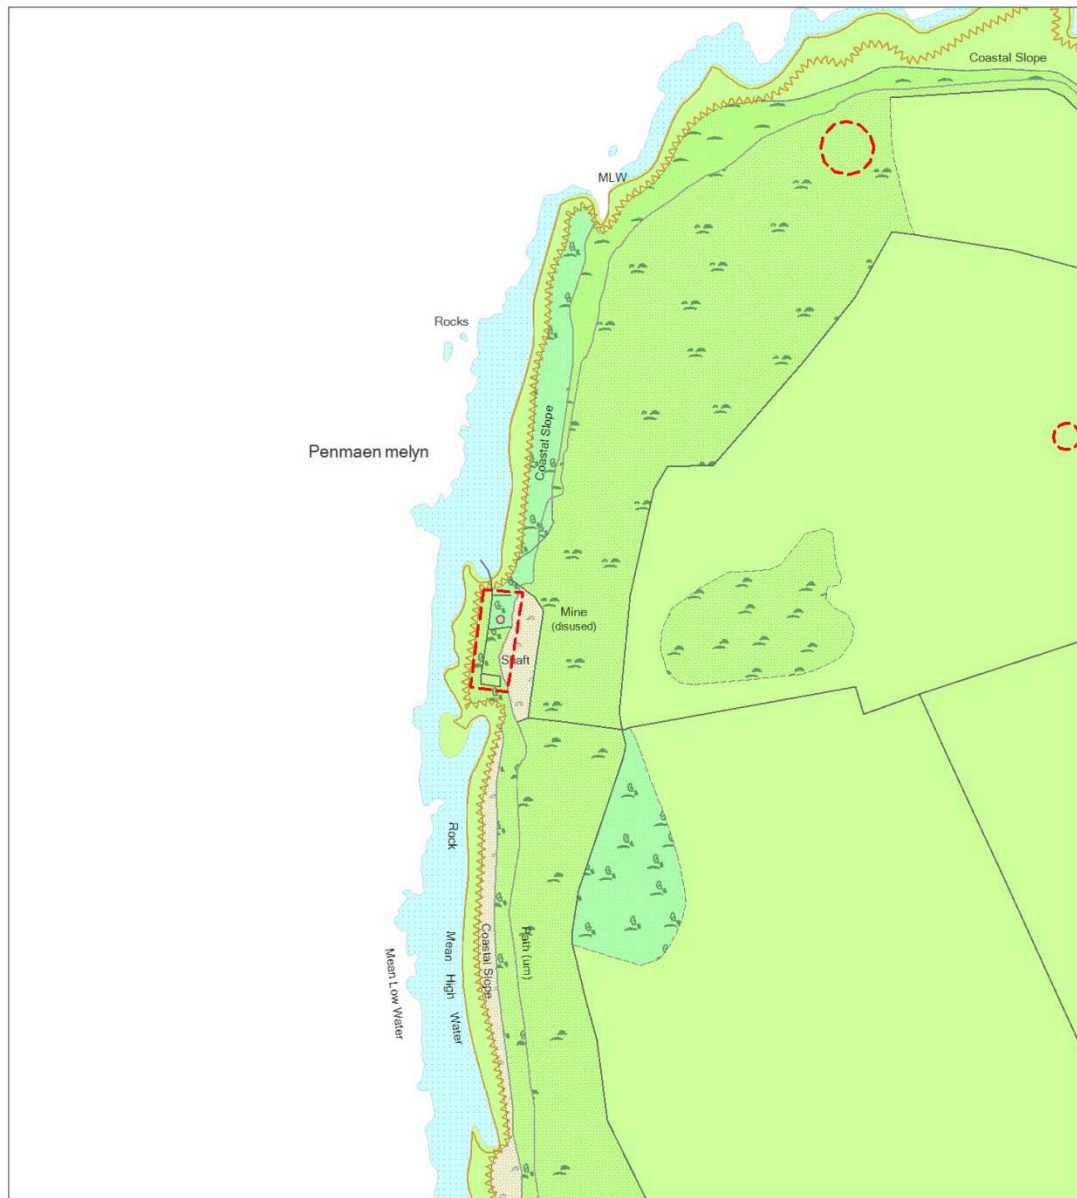 Coastal Slope
MLW
Rocks
Coastal Slope
Penmaen melyn
Mine
(disused)
Shaft
Rock
Mean High Water
Coastal Slope
Path (um)
Mean Low Water